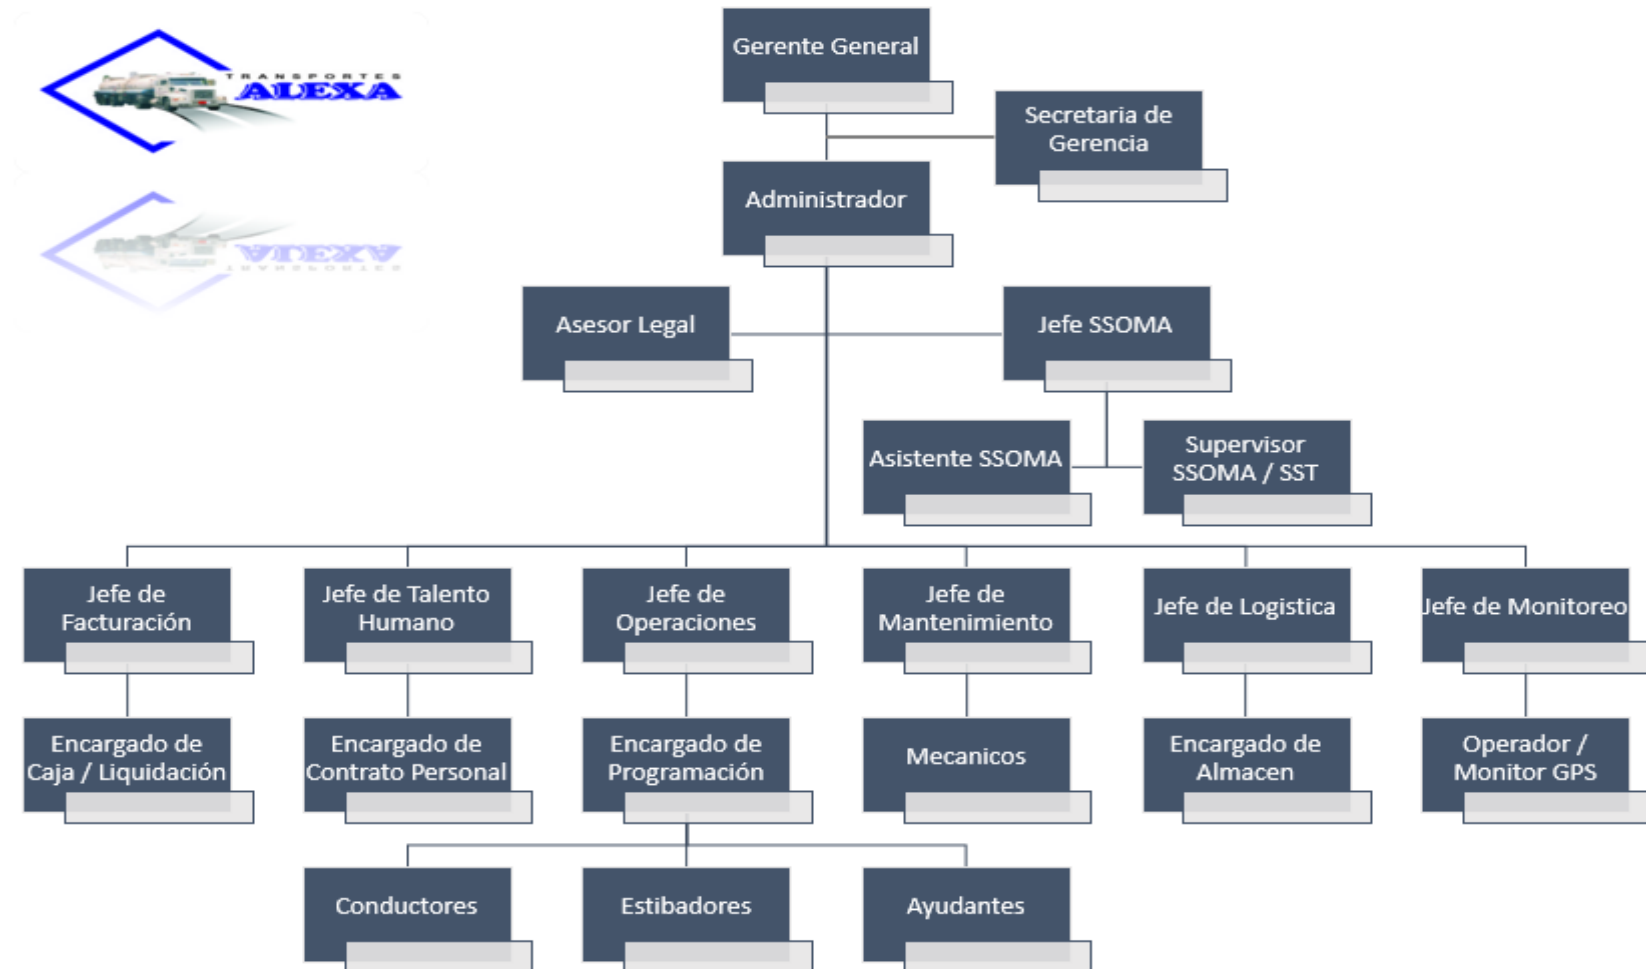 TRANSPORTES
ALEXA
Gerente General
Secretaria de
Gerencia
Administrador
Asesor Legal
Jefe SSOMA
Asistente SSOMA
Supervisor
SSOMA / SST
Jefe de
Facturación
Jefe de Talento
Humano
Jefe de
Operaciones
Jefe de
Mantenimiento
Jefe de Logistica
Jefe de Monitoreo
Encargado de
Caja / Liquidación
Encargado de
Contrato Personal
Encargado de
Programación
Mecanicos
Encargado de
Almacen
Operador /
Monitor GPS
Conductores
Estibadores
Ayudantes